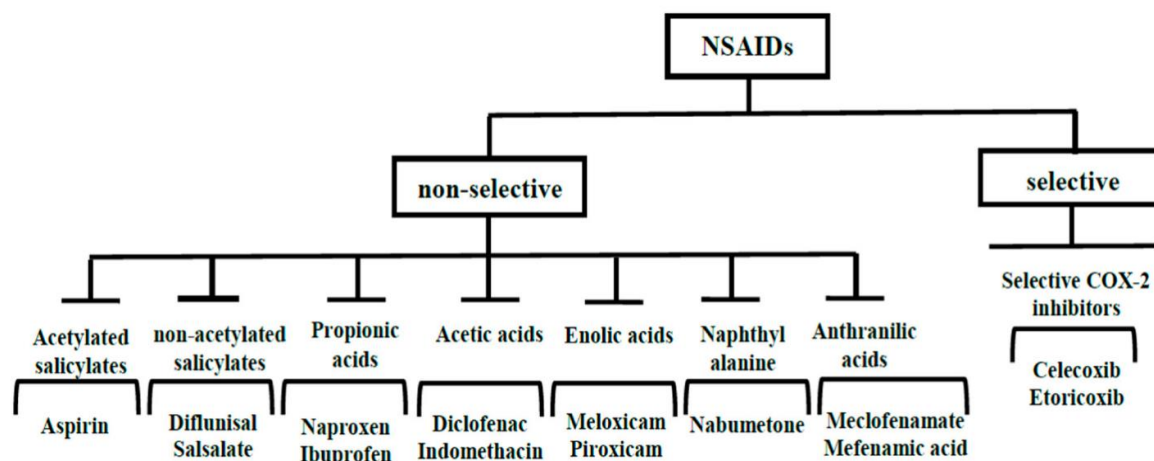 NSAIDs
non-selective
selective
Acetylated
salicylates
non-acetylated
salicylates
Propionic
acids
Acetic acids
Enolic acids
Naphthyl
alanine
Anthranilic
acids
Selective COX-2
inhibitors
Aspirin
Diflunisal
Salsalate
Naproxen
Ibuprofen
Diclofenac
Indomethacin
Meloxicam
Piroxicam
Nabumetone
Meclofenamate
Mefenamic acid
Celecoxib
Etoricoxib